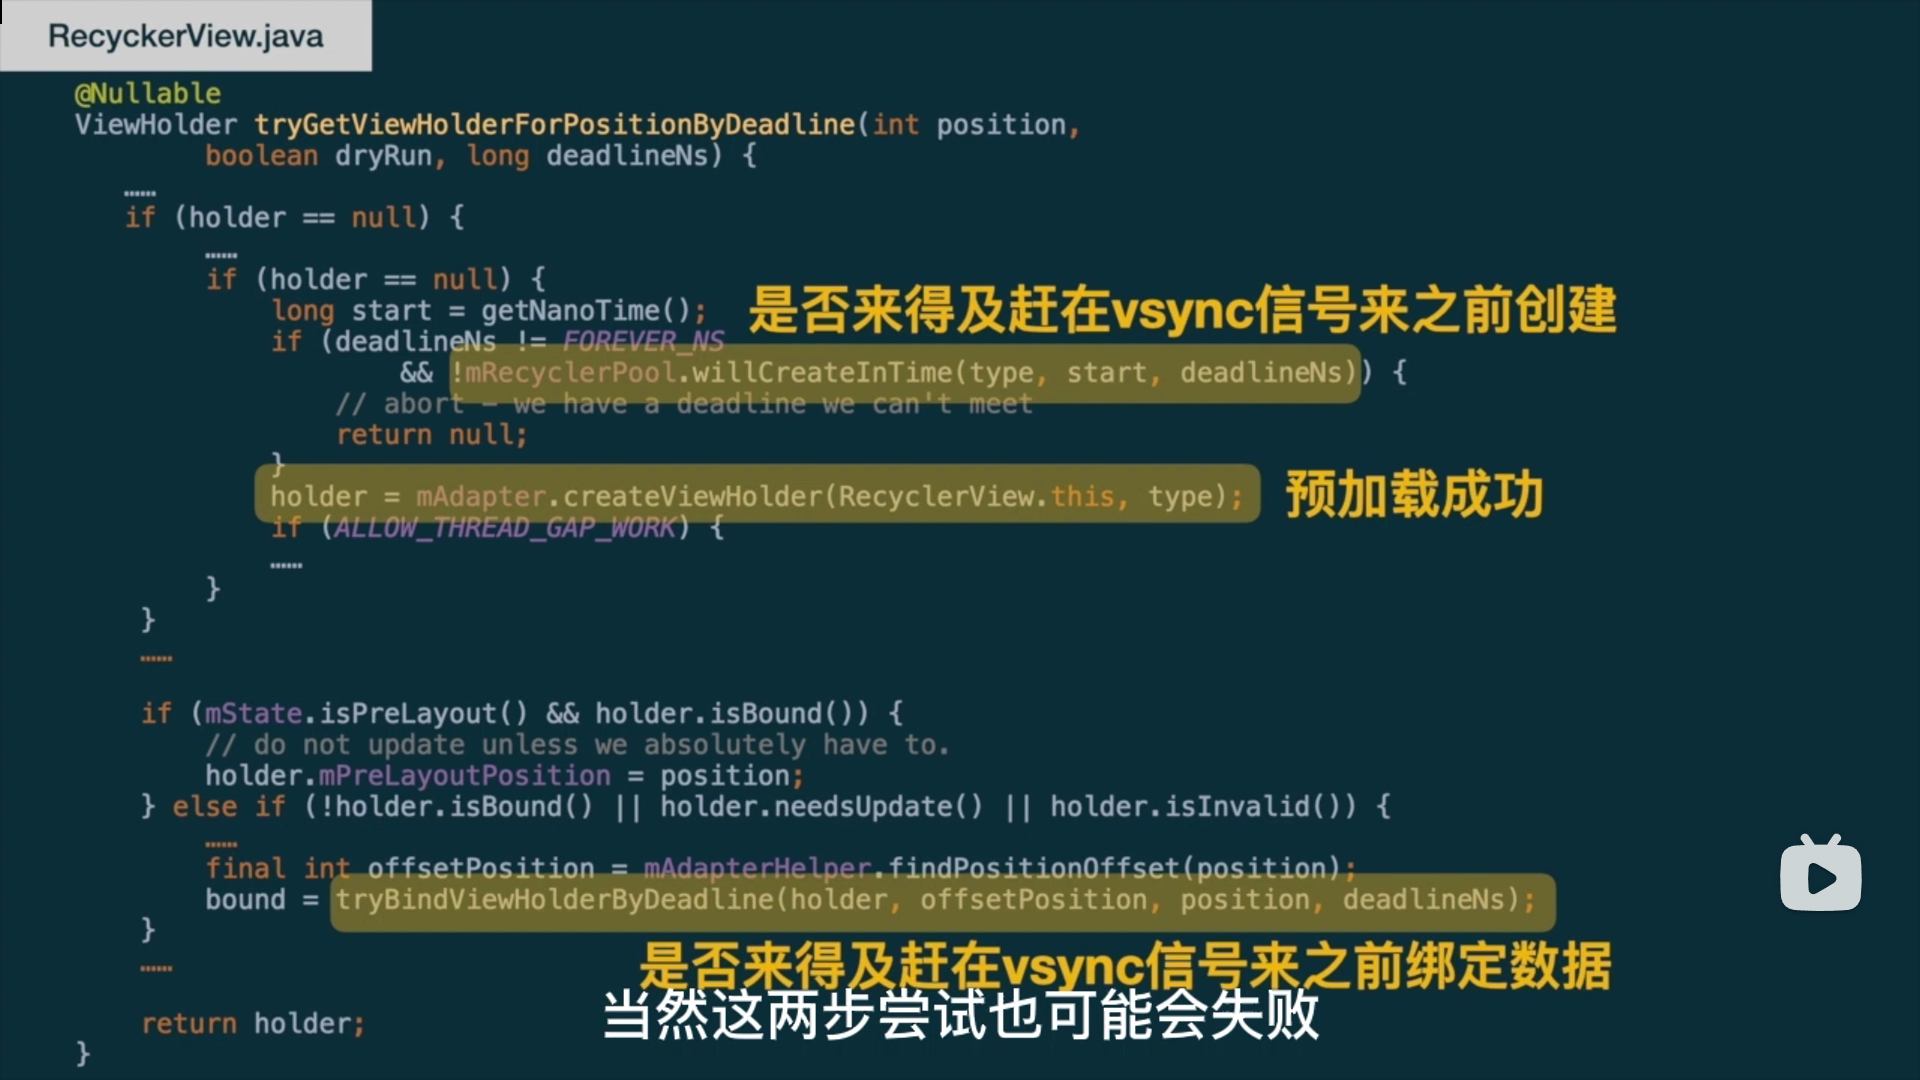 RecyckerView.java
@Nullable
ViewHolder tryGetViewHolderForPositionByDeadline(int position,
boolean dryRun, long deadlineNs) {
……
if (holder == null) {
……
if (holder == null) {
long start = getNanoTime(); 是否来得及赶在vsync信号来之前创建
if (deadlineNs != FOREVER_NS
&& !mRecyclerPool.willCreateInTime(type, start, deadlineNs)) {
// abort - we have a deadline we can't meet
return null;
}
holder = mAdapter.createViewHolder(RecyclerView.this, type); 预加载成功
if (ALLOW_THREAD_GAP_WORK) {
……
}
}
……
if (mState.isPreLayout() && holder.isBound()) {
// do not update unless we absolutely have to.
holder.mPreLayoutPosition = position;
} else if (!holder.isBound() || holder.needsUpdate() || holder.isInvalid()) {
……
final int offsetPosition = mAdapterHelper.findPositionOffset(position);
bound = tryBindViewHolderByDeadline(holder, offsetPosition, position, deadlineNs);
}
是否来得及赶在vsync信号来之前绑定数据
……
当然这两步尝试也可能会失败
return holder;
}